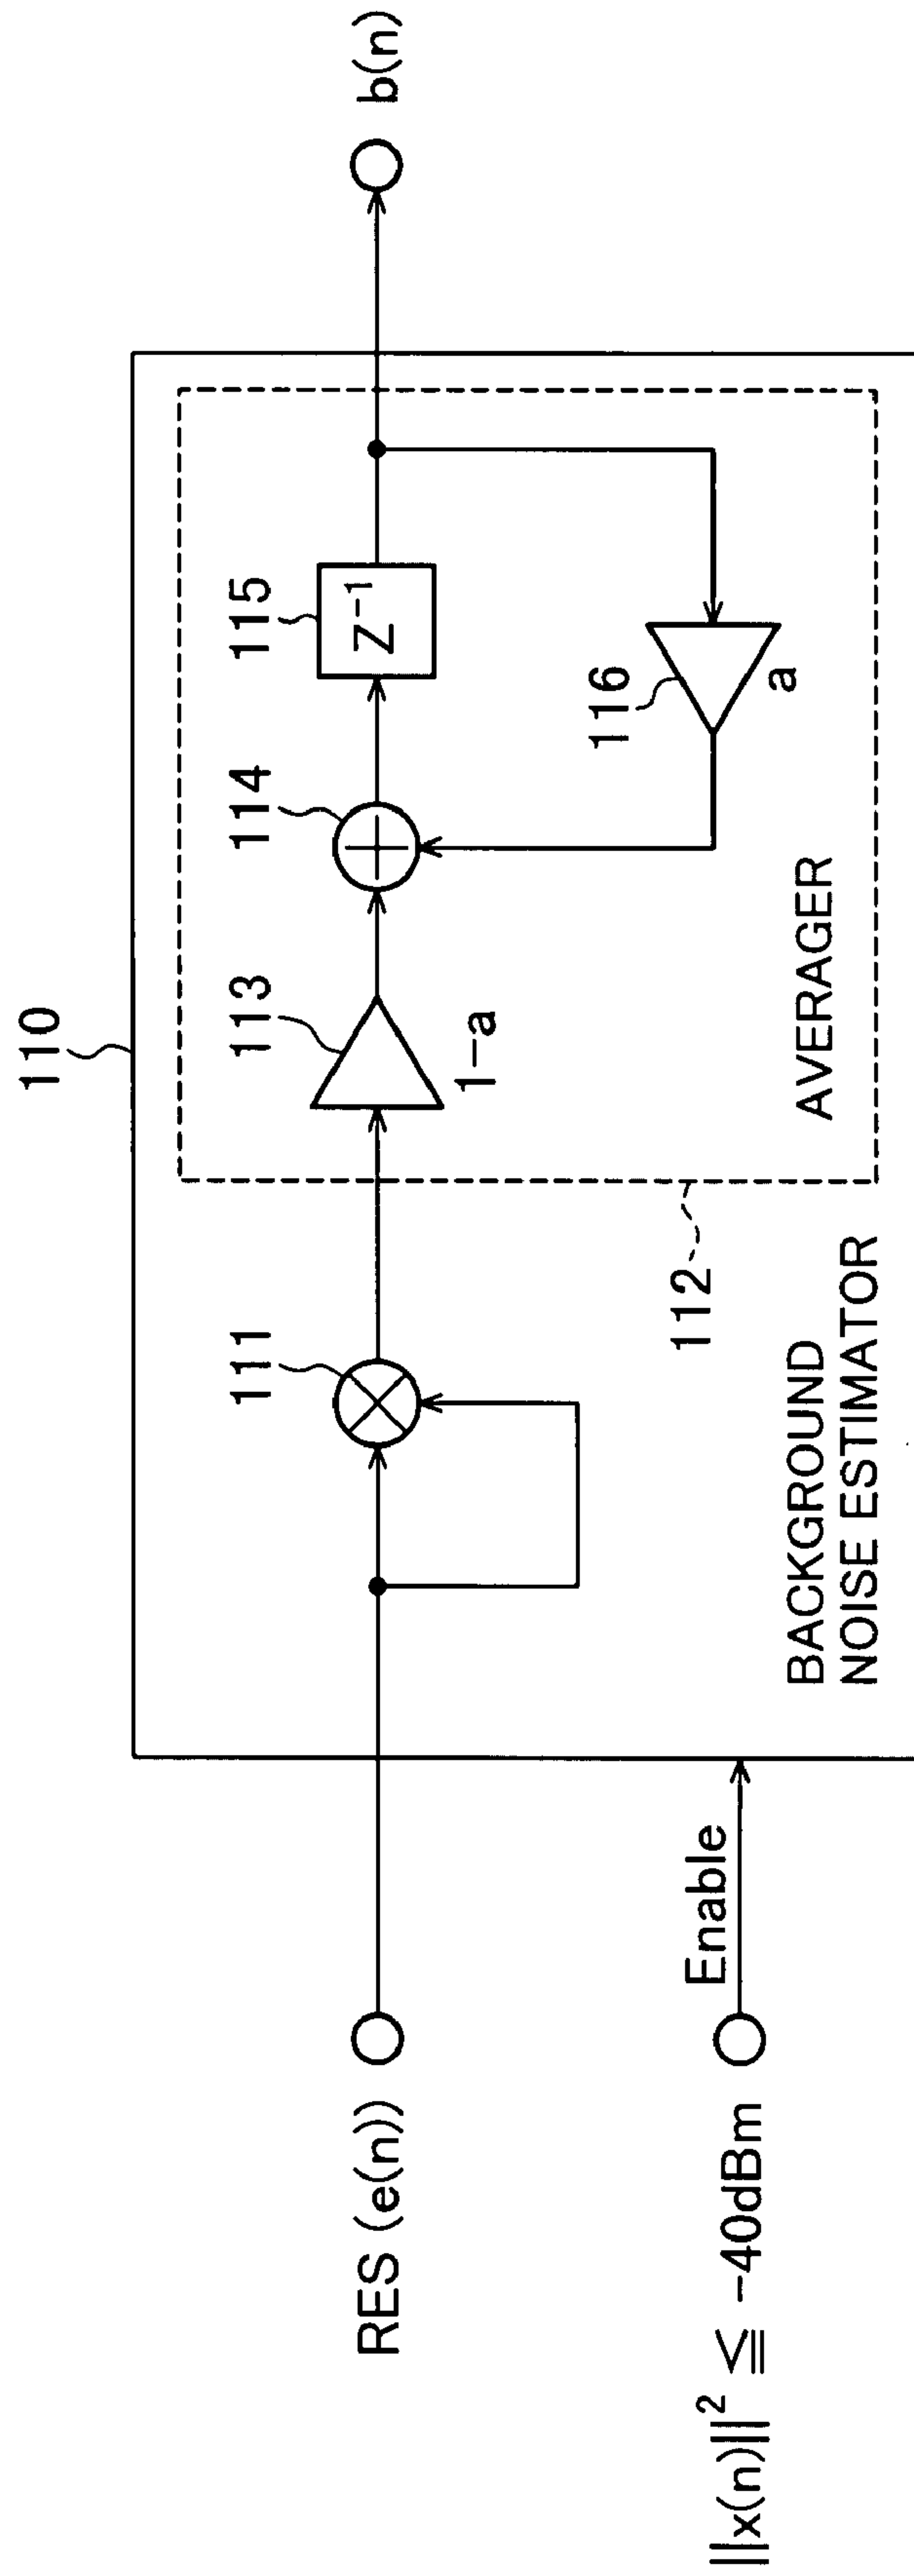 110
RES (e(n))
111
113
1-a
114
115
Z-1
b(n)
116
a
112
AVERAGER
BACKGROUND
NOISE ESTIMATOR
Enable
||x(n)||2 ≦ -40dBm